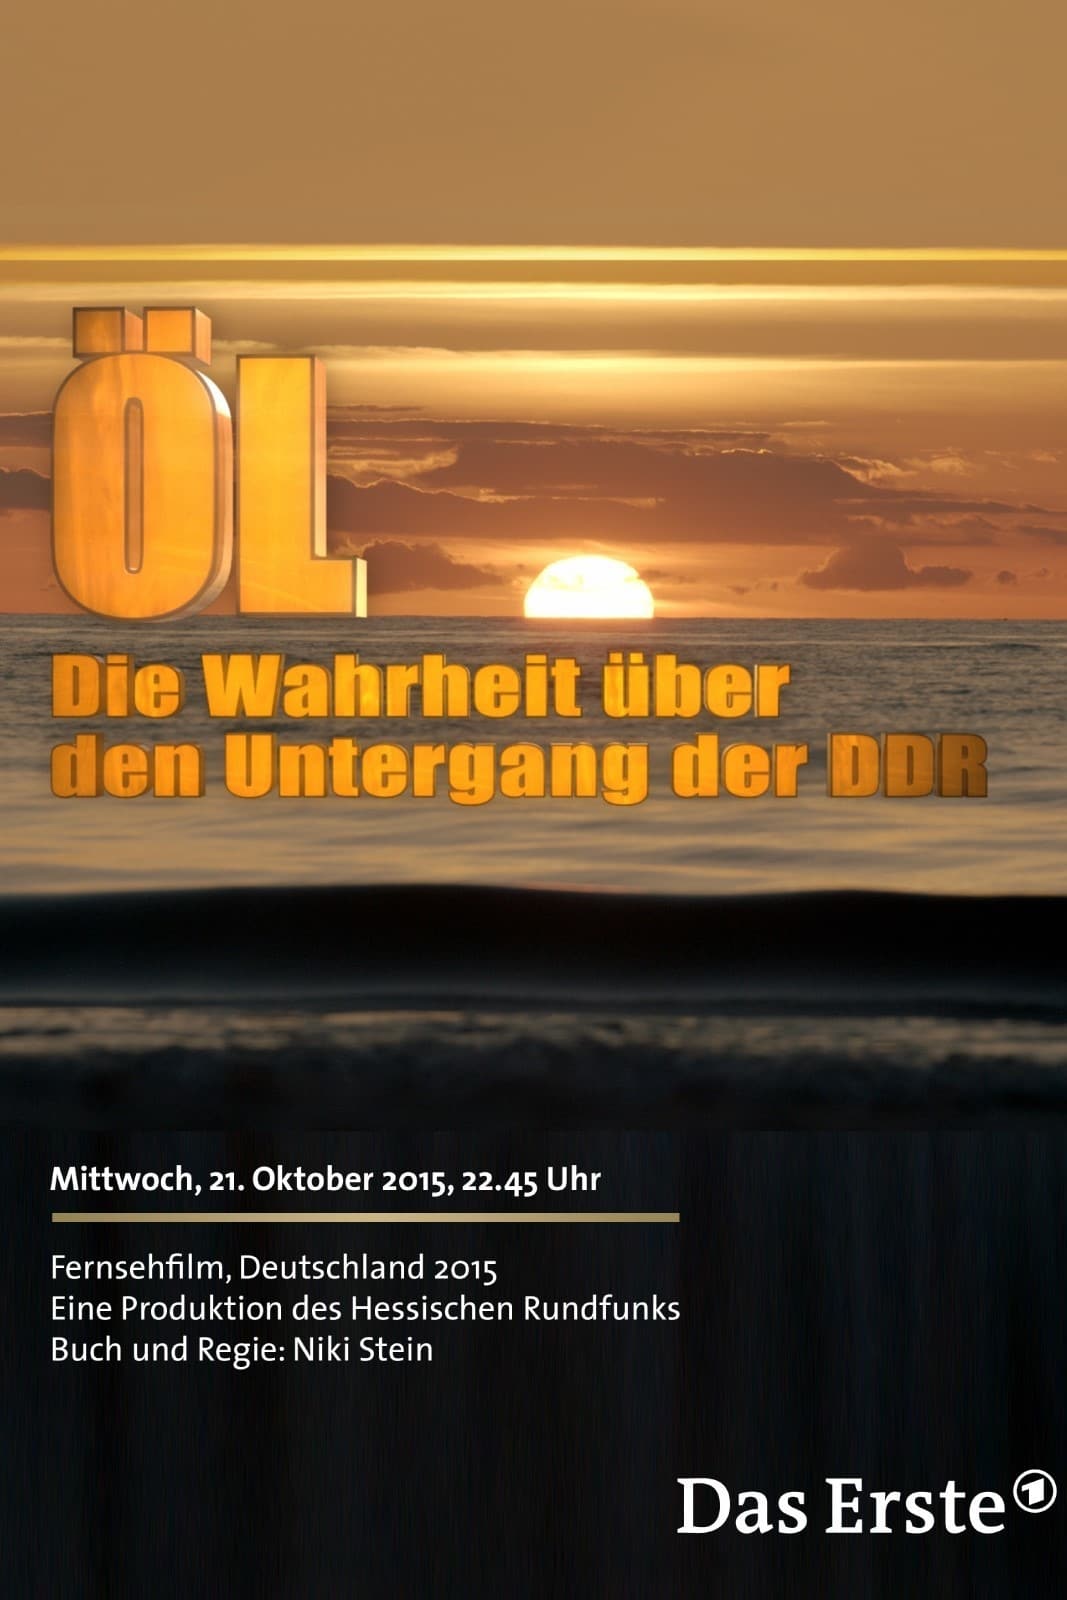 ÖL
Die Wahrheit über
den Untergang der DDR
Mittwoch, 21. Oktober 2015, 22.45 Uhr
Fernsehfilm, Deutschland 2015
Eine Produktion des Hessischen Rundfunks
Buch und Regie: Niki Stein
Das Erste